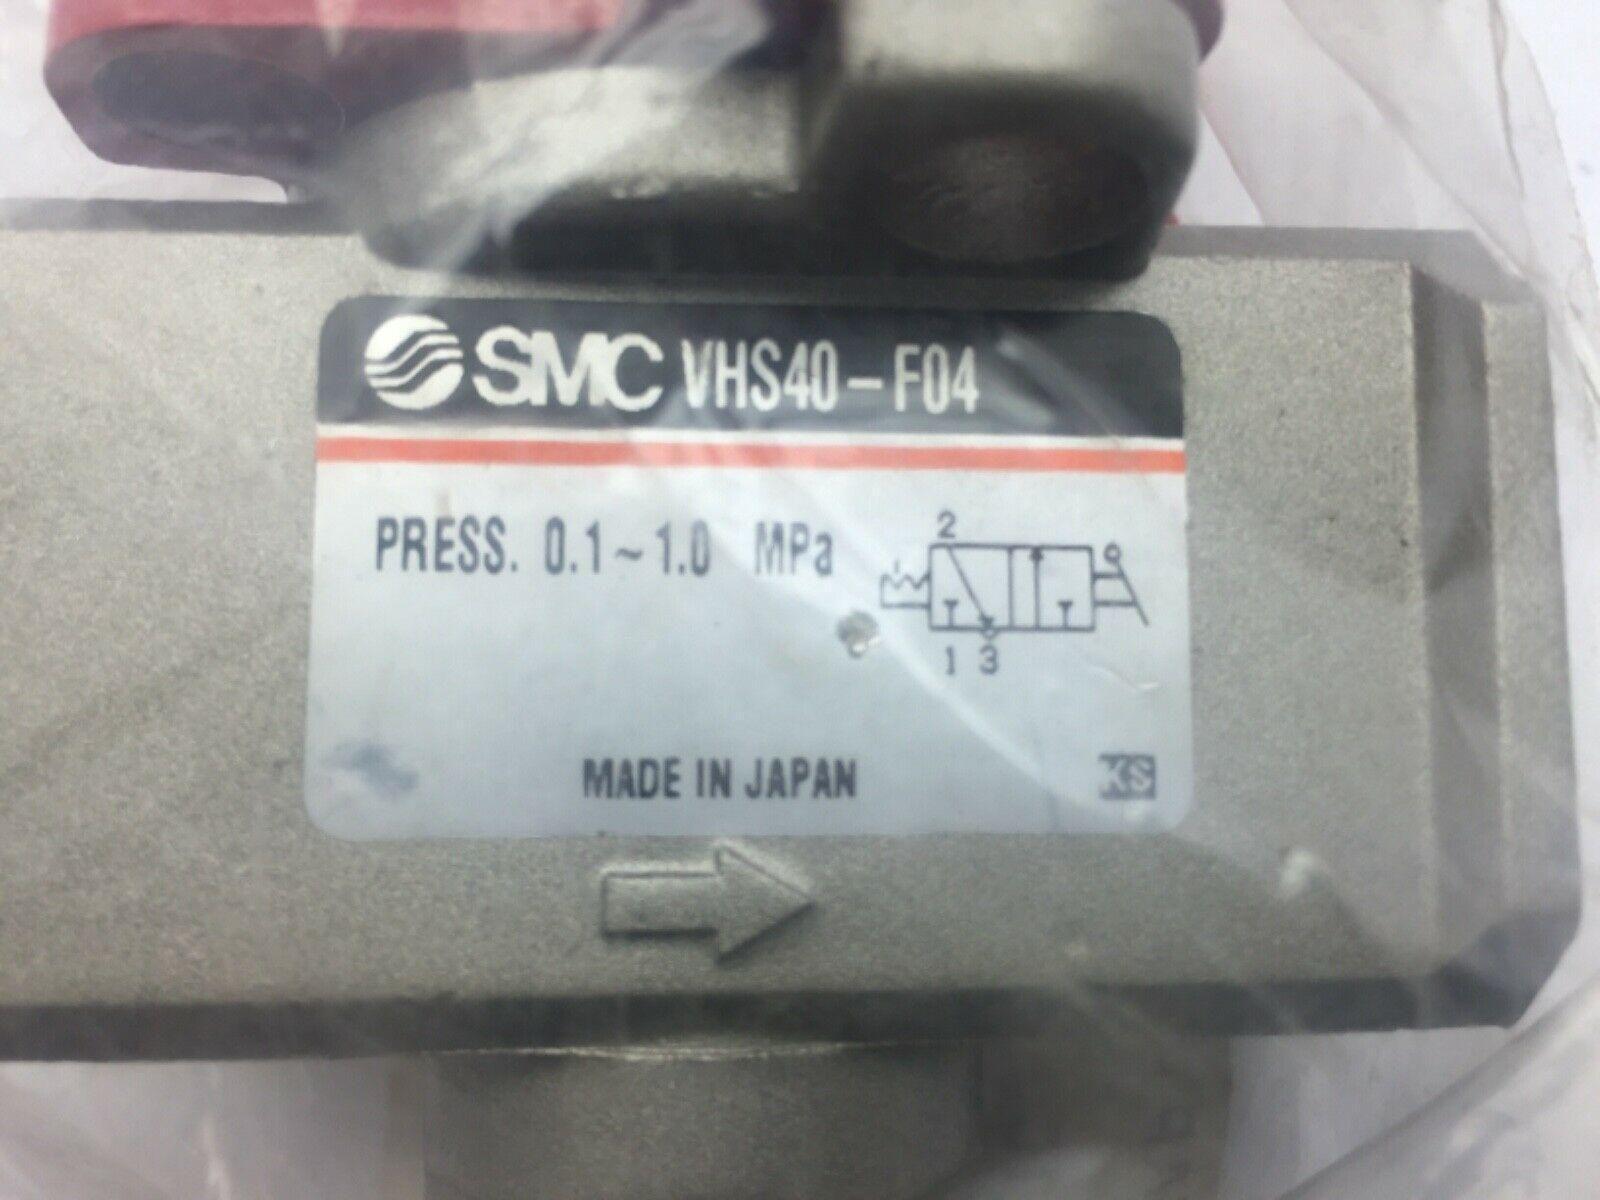 SMC VHS40-F04
PRESS. 0.1~1.0 MPa
2
1 3
MADE IN JAPAN KS